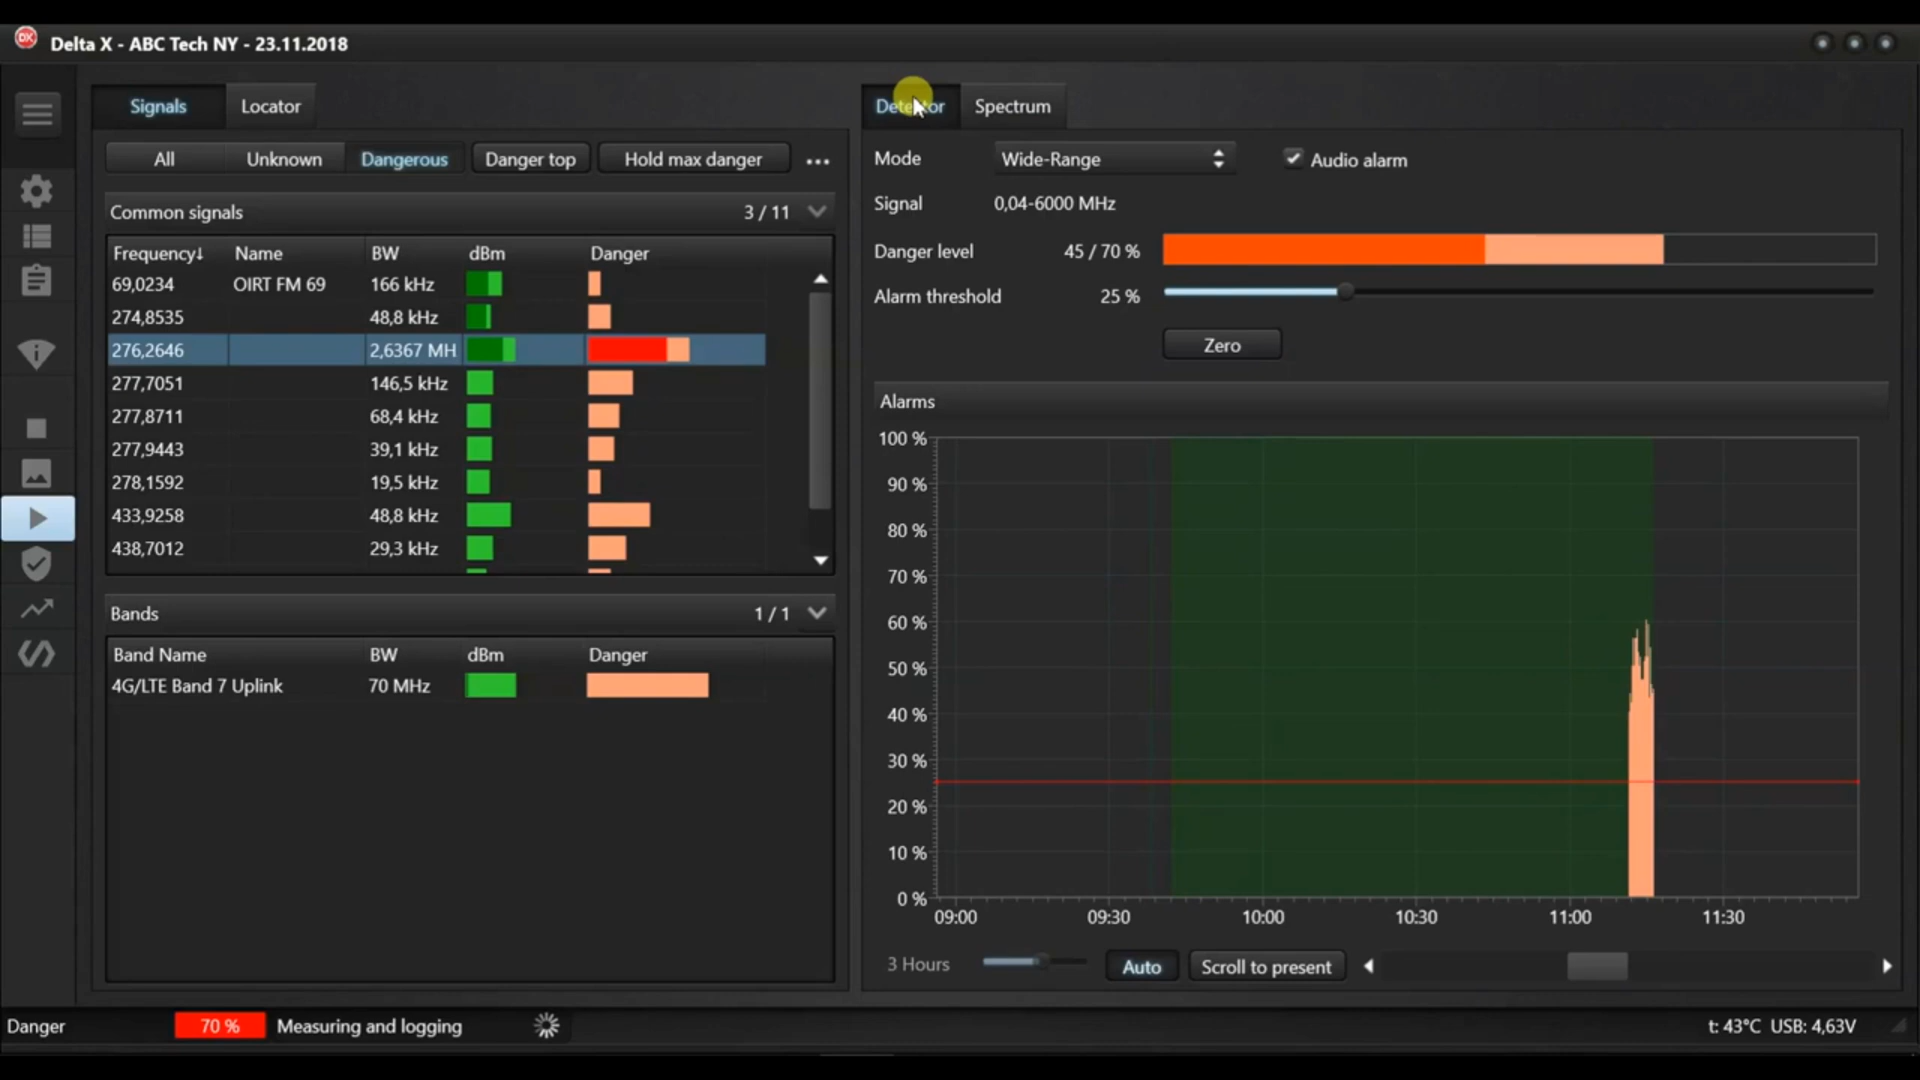 DX Delta X - ABC Tech NY - 23.11.2018
Signals Locator
All Unknown Dangerous Danger top Hold max danger ...
Common signals 3 / 11
Frequency↓ Name BW dBm Danger
69,0234 OIRT FM 69 166 kHz
274,8535 48,8 kHz
276,2646 2,6367 MH
277,7051 146,5 kHz
277,8711 68,4 kHz
277,9443 39,1 kHz
278,1592 19,5 kHz
433,9258 48,8 kHz
438,7012 29,3 kHz
Bands 1 / 1
Band Name BW dBm Danger
4G/LTE Band 7 Uplink 70 MHz
Detector Spectrum
Mode Wide-Range Audio alarm
Signal 0,04-6000 MHz
Danger level 45 / 70 %
Alarm threshold 25 %
Zero
Alarms
100 %
90 %
80 %
70 %
60 %
50 %
40 %
30 %
20 %
10 %
0 %
09:00 09:30 10:00 10:30 11:00 11:30
3 Hours Auto Scroll to present
Danger 70 % Measuring and logging t: 43°C USB: 4,63V